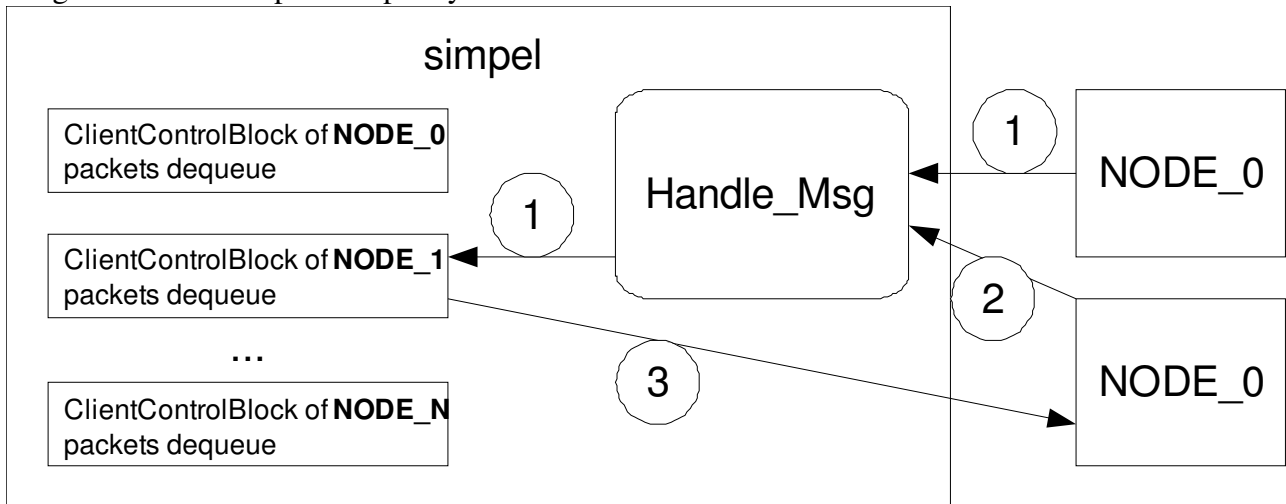 simpel
ClientControlBlock of NODE_0
packets dequeue
1
NODE_0
Handle_Msg
1
ClientControlBlock of NODE_1
packets dequeue
2
...
3
NODE_0
ClientControlBlock of NODE_N
packets dequeue